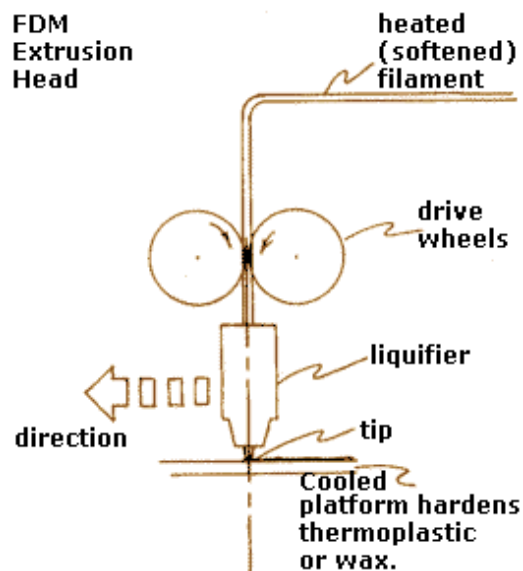 FDM
Extrusion
Head
heated
(softened)
filament
drive
wheels
liquifier
direction
tip
Cooled
platform hardens
thermoplastic
or wax.